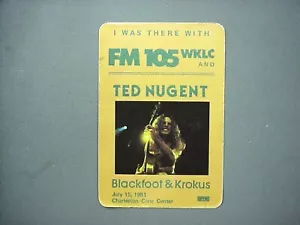 I WAS THERE WITH
FM 105 WKLC
AND
TED NUGENT
Blackfoot & Krokus
July 15, 1983
Charleston Civic Center